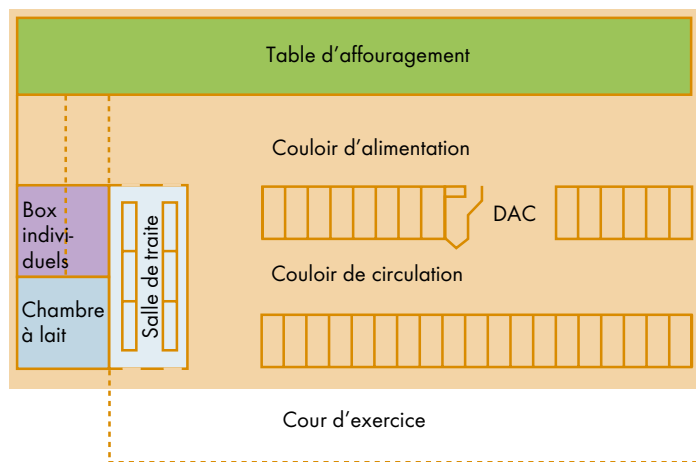 Table d'affouragement
Couloir d'alimentation
Box
indivi-
duels
Salle de traite
DAC
Couloir de circulation
Chambre
à lait
Cour d'exercice